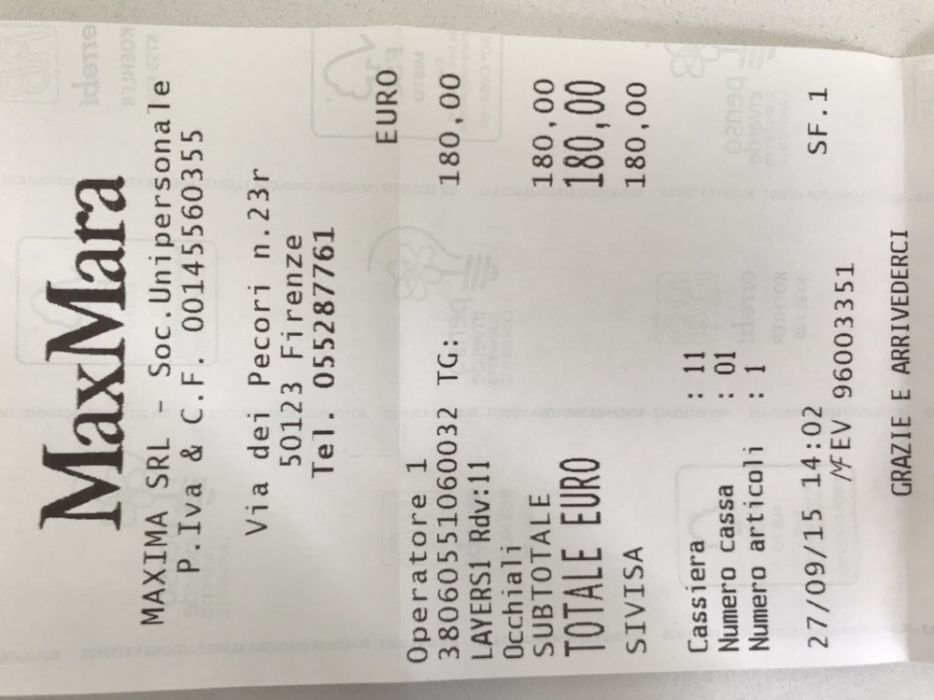 MaxMara
MAXIMA SRL - Soc.Unipersonale
P.Iva & C.F. 00145560355
Via dei Pecori n.23r
50123 Firenze
Tel. 055287761
EURO
Operatore 1
38060551060032 TG: 180,00
LAYERS1 Rdv:11
Occhiali
SUBTOTALE 180,00
TOTALE EURO 180,00
SIVISA 180,00
Cassiera : 11
Numero Cassa : 01
Numero articoli : 1
27/09/15 14:02 SF.1
EV 96003351
GRAZIE E ARRIVEDERCI